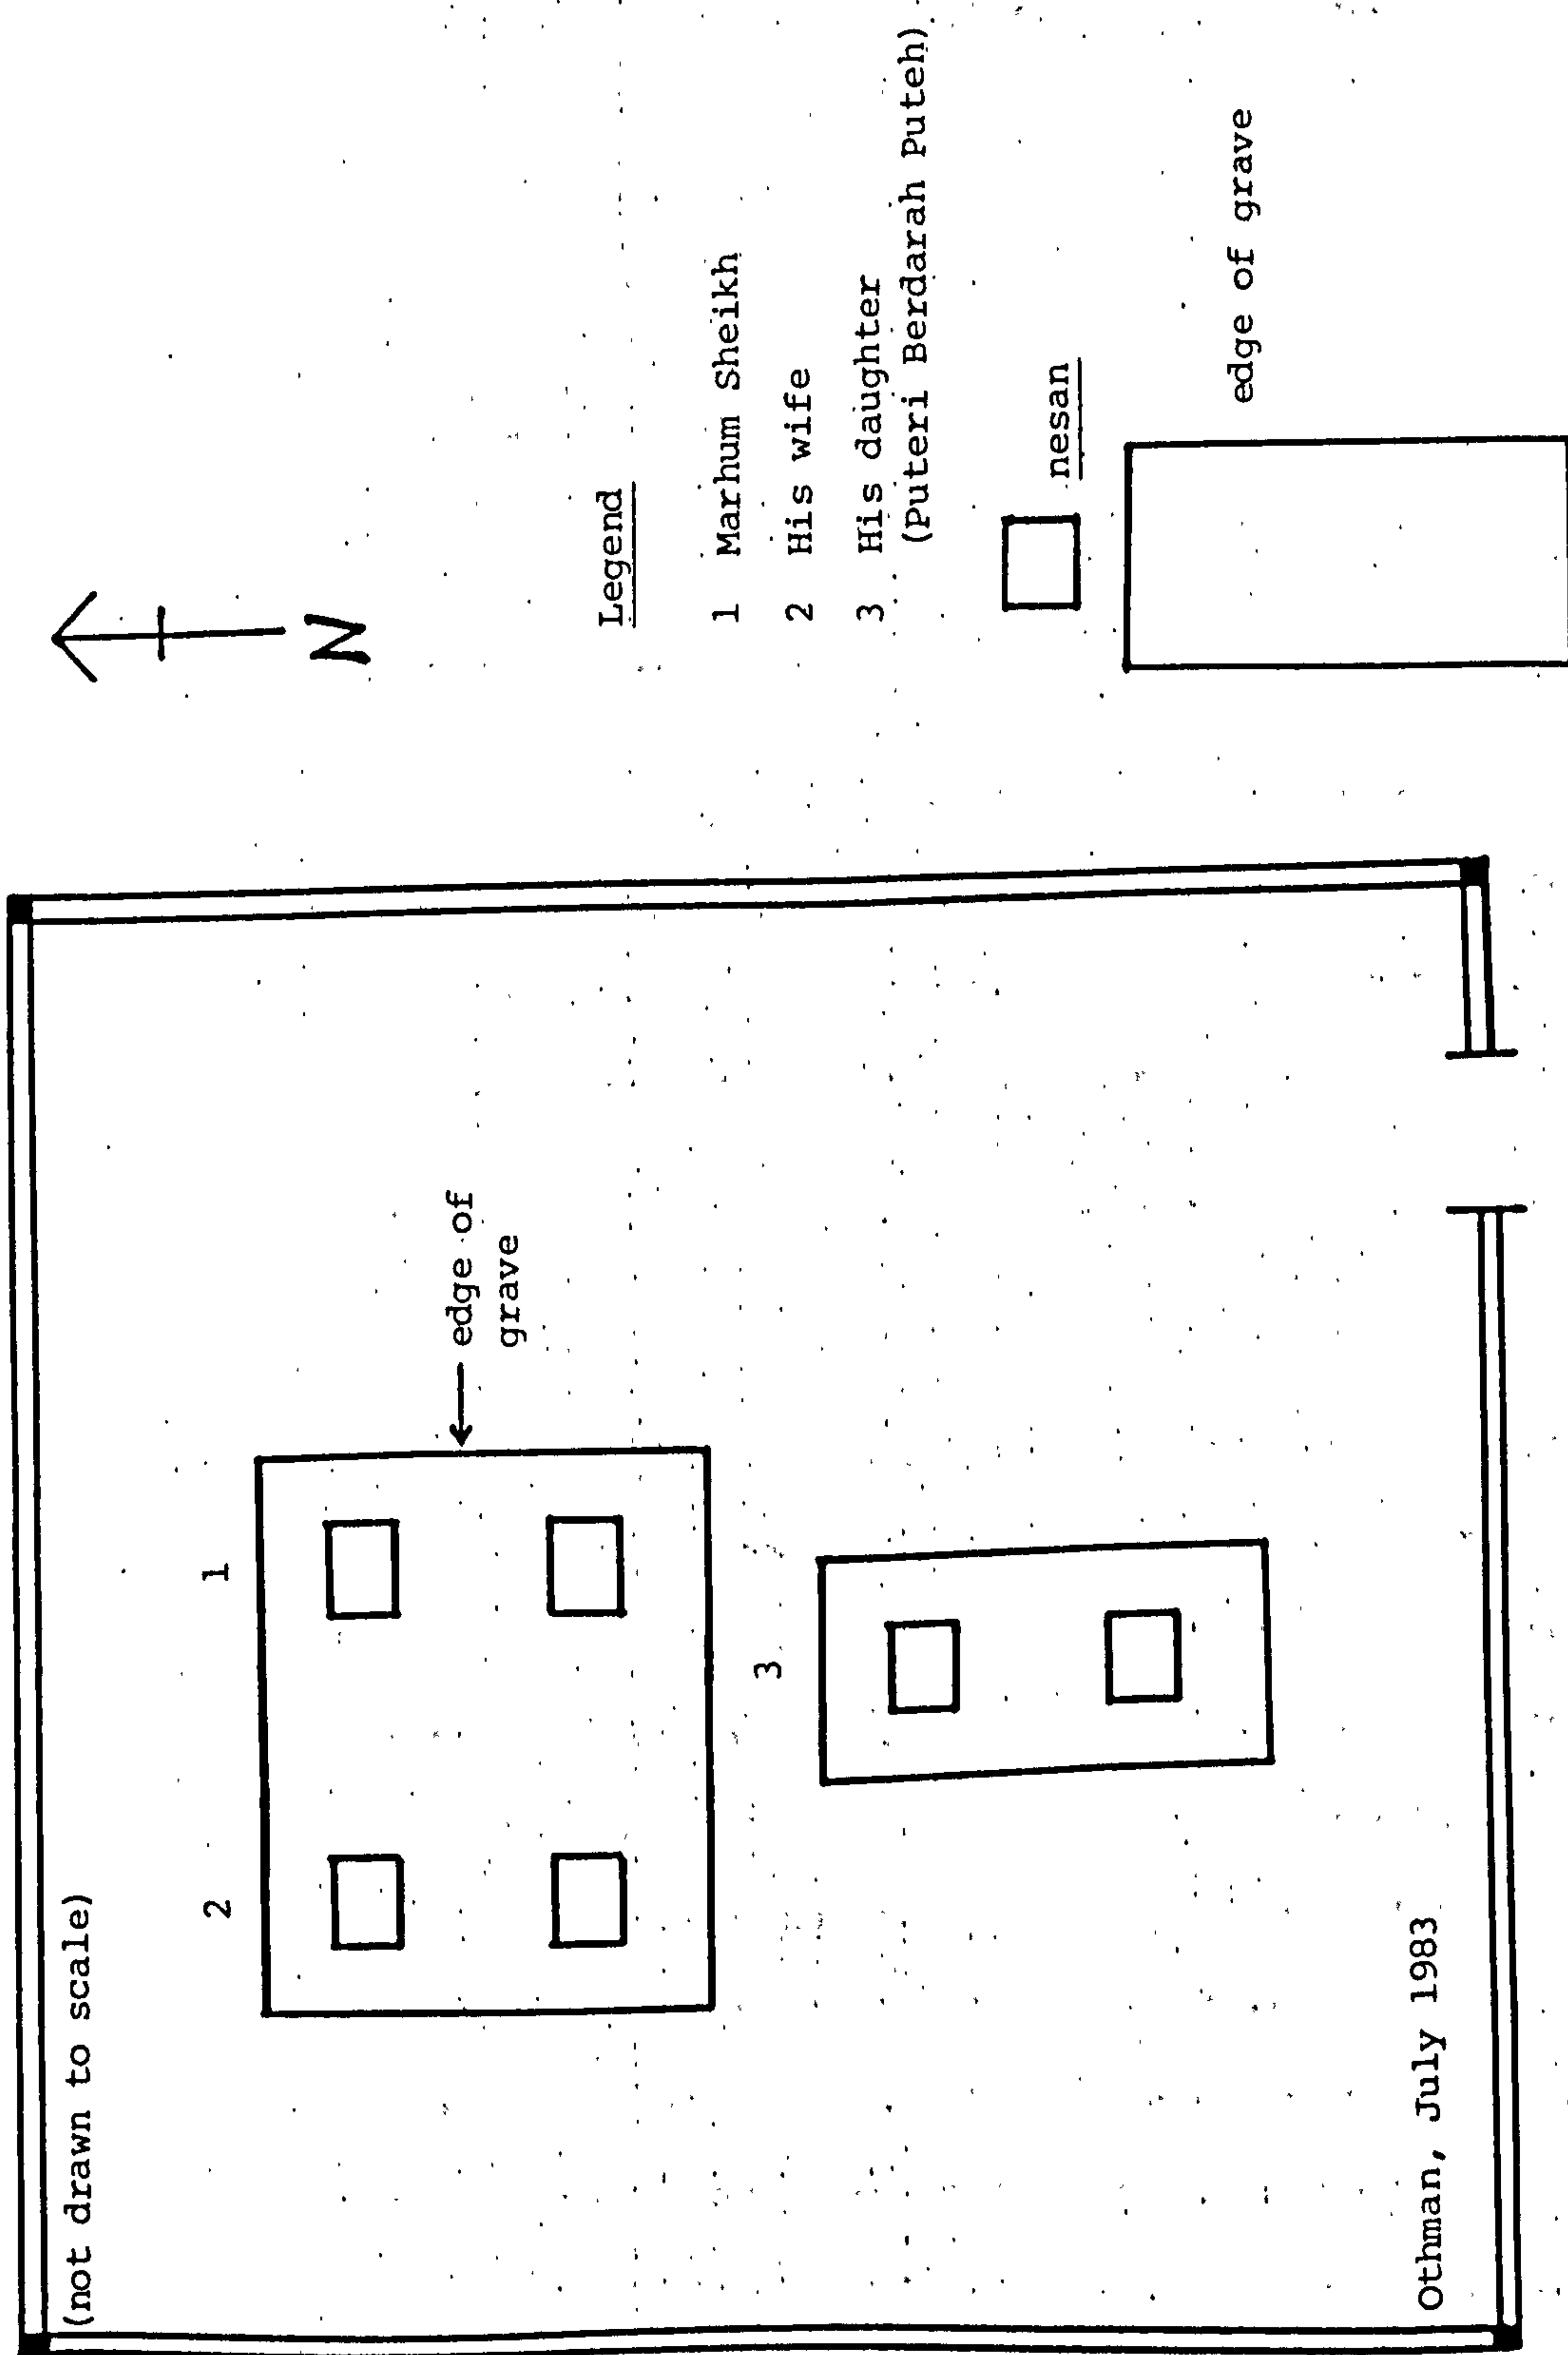 (not drawn to scale)
2
1
edge of
grave
3
Othman, July 1983
N
Legend
1 Marhum Sheikh
2 His wife
3 His daughter
(Puteri Berdarah Puteh)
nesan
edge of grave